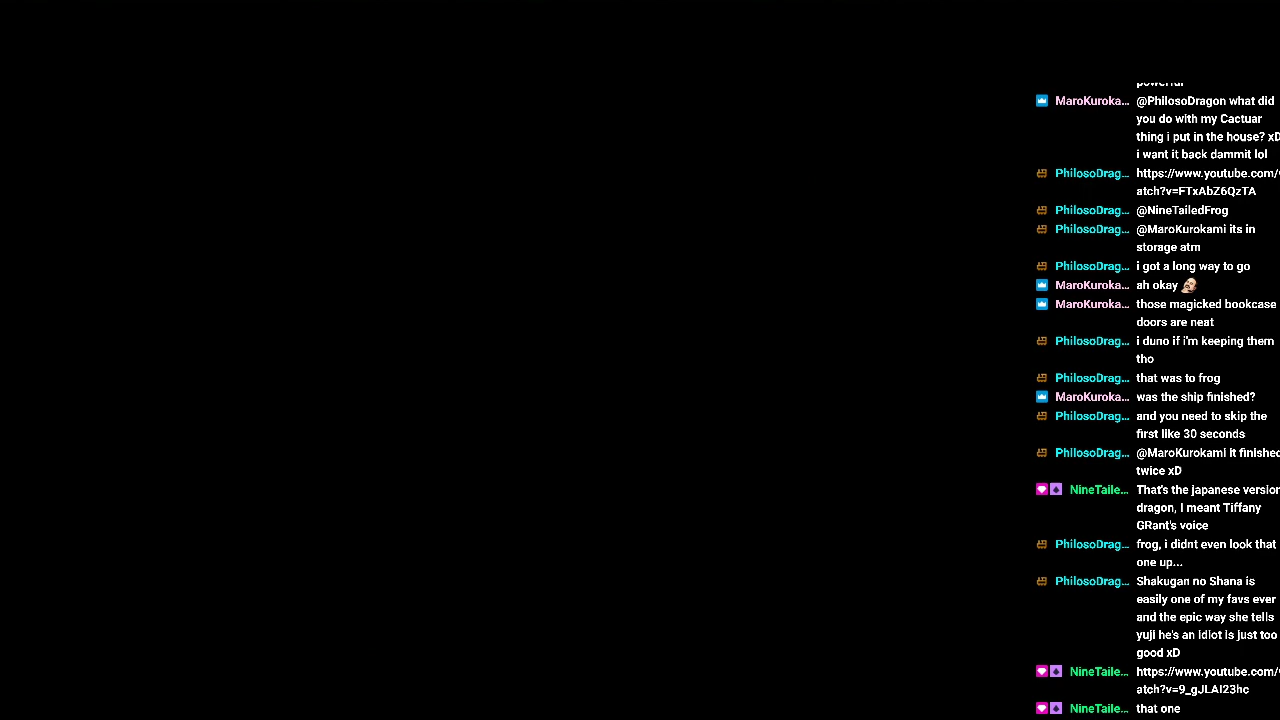 powerful
MaroKuroka... @PhilosoDragon what did
you do with my Cactuar
thing i put in the house? xD
i want it back dammit lol
PhilosoDrag... https://www.youtube.com/
atch?v=FTxAbZ6QzTA
PhilosoDrag... @NineTailedFrog
PhilosoDrag... @MaroKurokami its in
storage atm
PhilosoDrag... i got a long way to go
MaroKuroka... ah okay
MaroKuroka... those magicked bookcase
doors are neat
PhilosoDrag... i duno if i'm keeping them
tho
PhilosoDrag... that was to frog
MaroKuroka... was the ship finished?
PhilosoDrag... and you need to skip the
first like 30 seconds
PhilosoDrag... @MaroKurokami it finished
twice xD
NineTaile... That's the japanese version
dragon, I meant Tiffany
GRant's voice
PhilosoDrag... frog, i didnt even look that
one up...
PhilosoDrag... Shakugan no Shana is
easily one of my favs ever
and the epic way she tells
yuji he's an idiot is just too
good xD
NineTaile... https://www.youtube.com/
atch?v=9_gJLAI23hc
NineTaile... that one